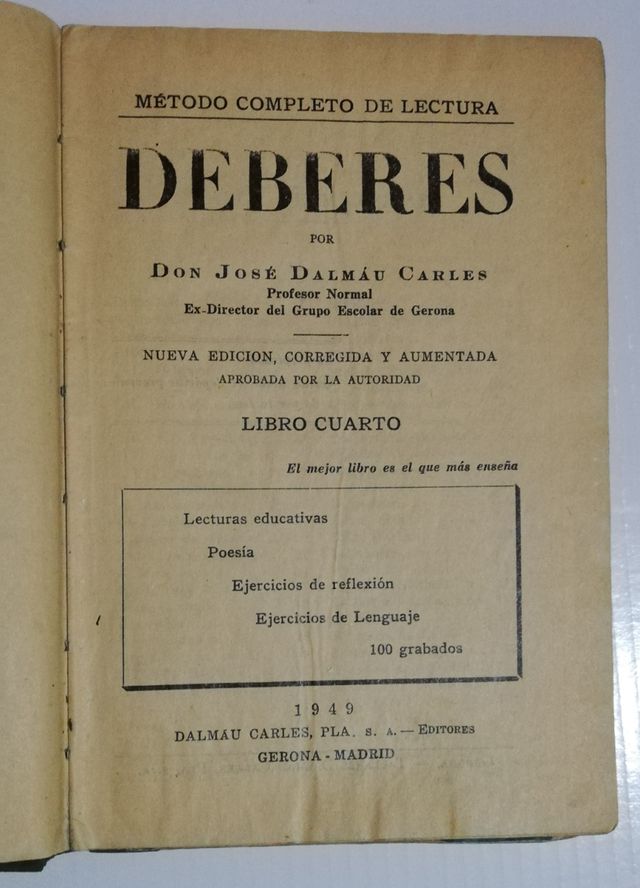 MÉTODO COMPLETO DE LECTURA
DEBERES
POR
DON JOSÉ DALMÁU CARLES
Profesor Normal
Ex-Director del Grupo Escolar de Gerona
NUEVA EDICION, CORREGIDA Y AUMENTADA
APROBADA POR LA AUTORIDAD
LIBRO CUARTO
El mejor libro es el que más enseña
Lecturas educativas
Poesía
Ejercicios de reflexión
Ejercicios de Lenguaje
100 grabados
1949
DALMÁU CARLES, PLA. S. A. — EDITORES
GERONA - MADRID